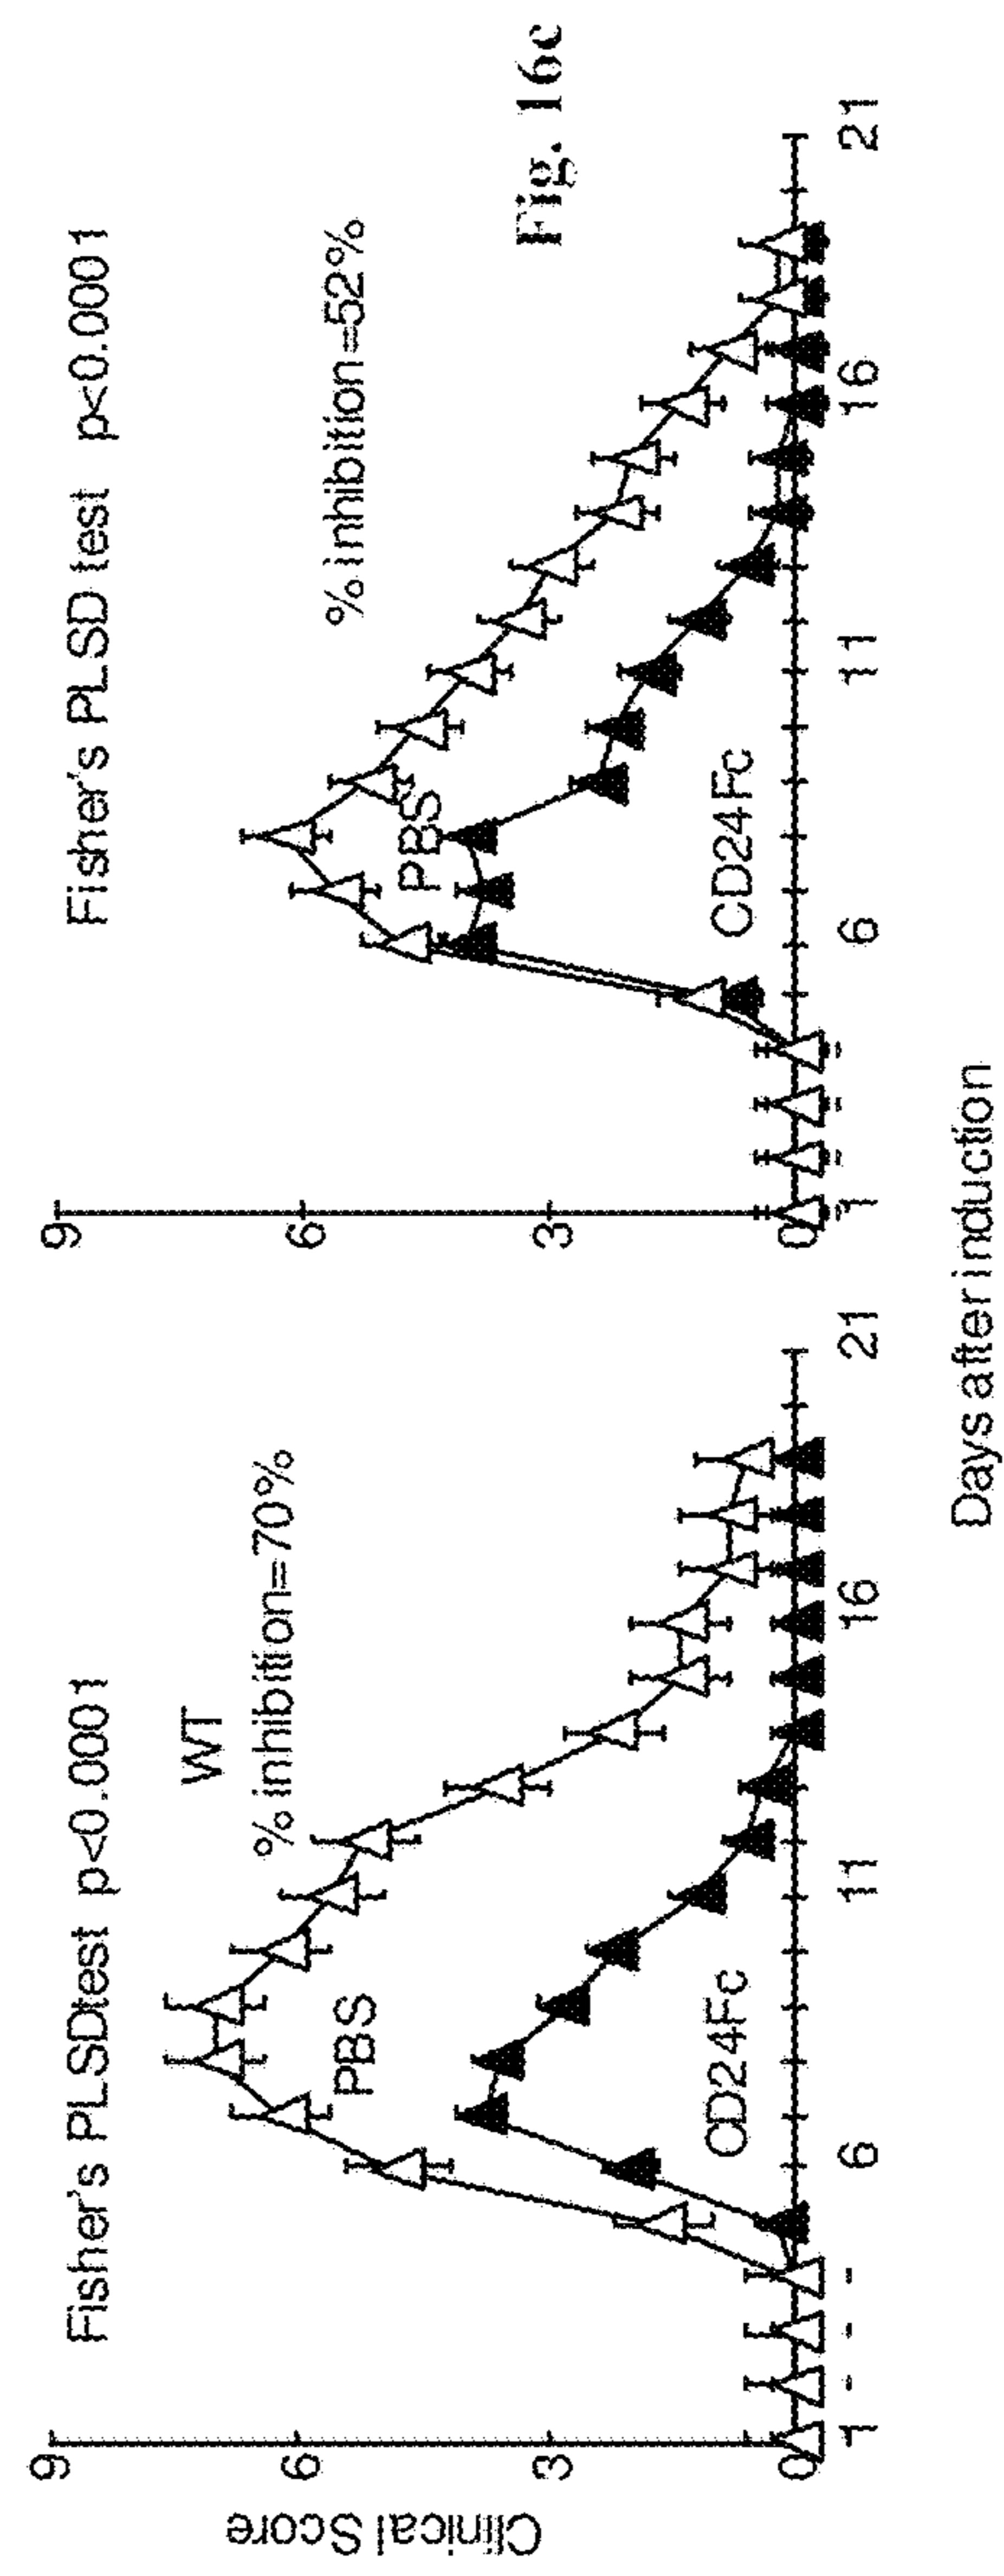 Fisher's PLSDtest p<0.0001
WT
% inhibition=70%
PBS
CD24Fc
Clinical Score
9
6
3
0
1 6 11 16 21
Fisher's PLSD test p<0.0001
% inhibition=52%
PBS
CD24Fc
9
6
3
0
1 6 11 16 21
Days after induction
Fig. 16c